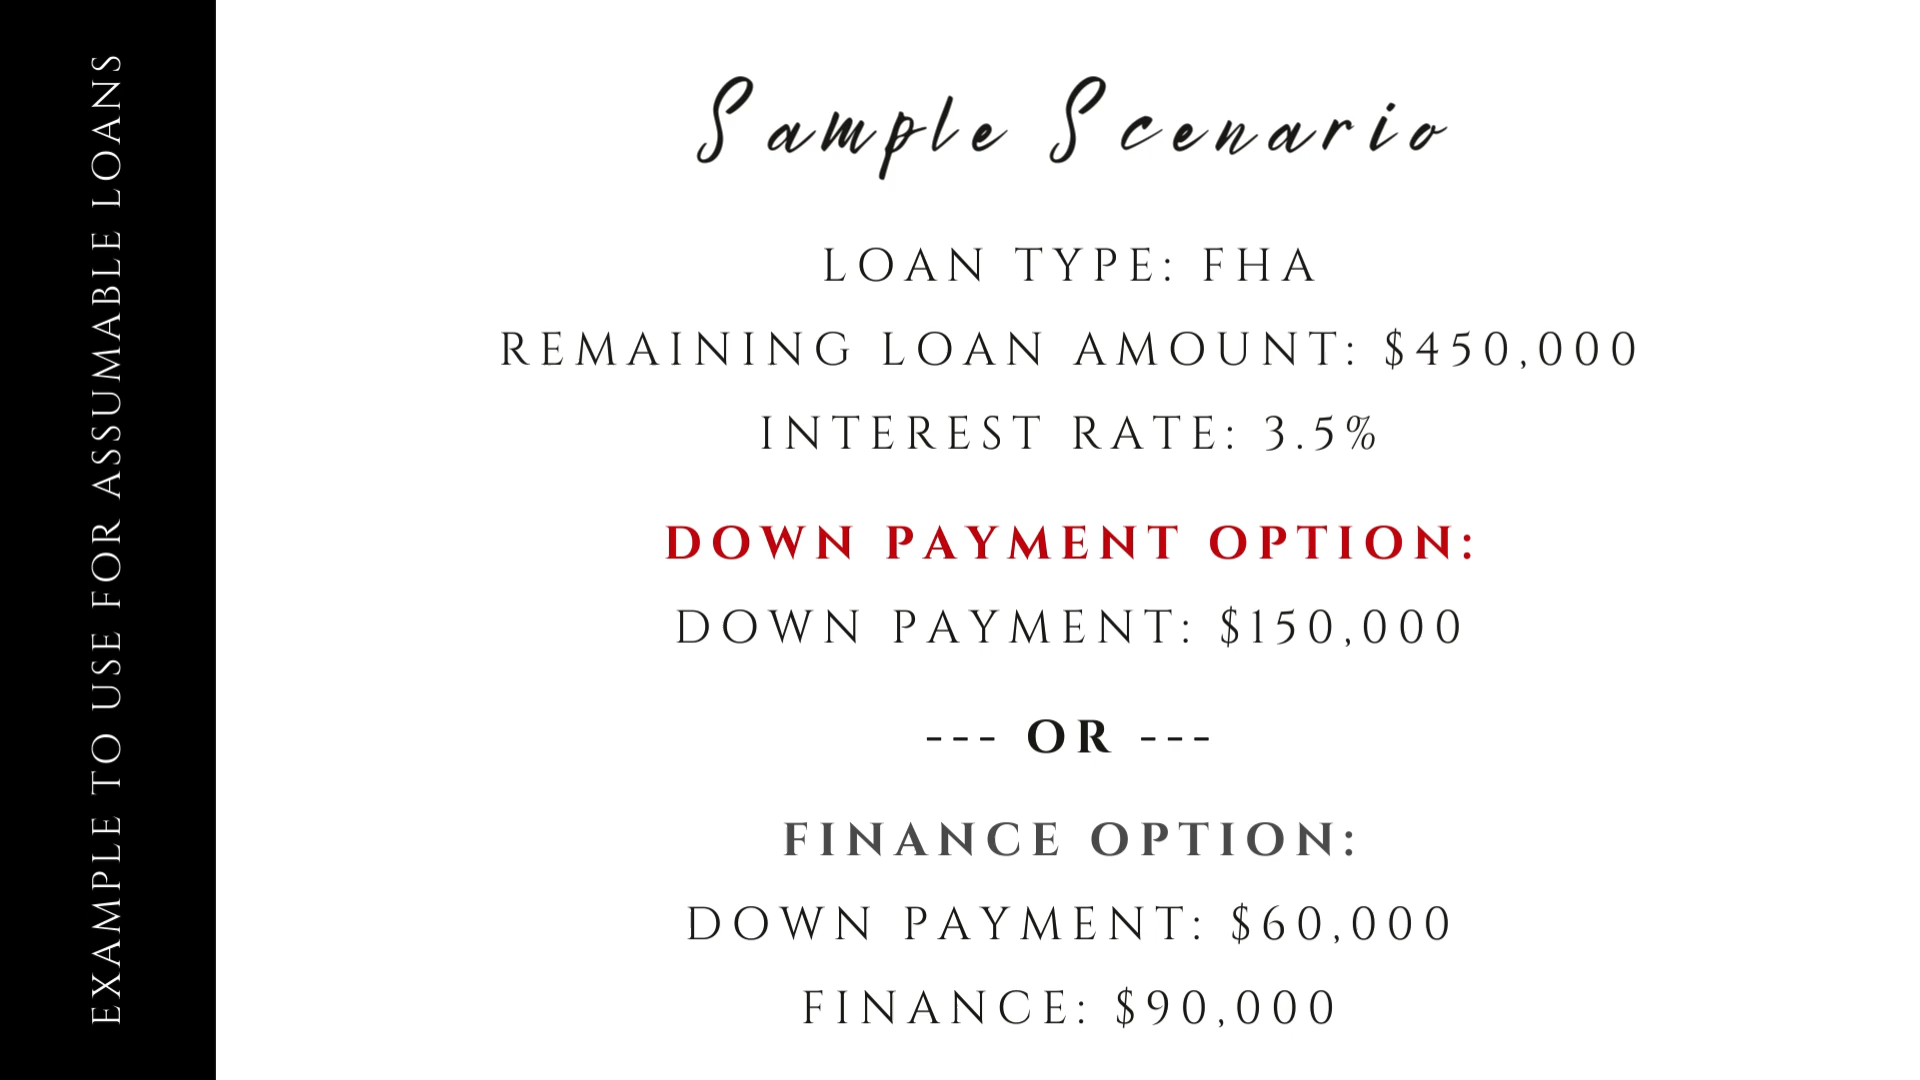 EXAMPLE TO USE FOR ASSUMABLE LOANS
Sample Scenario
LOAN TYPE: FHA
REMAINING LOAN AMOUNT: $450,000
INTEREST RATE: 3.5%
DOWN PAYMENT OPTION:
DOWN PAYMENT: $150,000
--- OR ---
FINANCE OPTION:
DOWN PAYMENT: $60,000
FINANCE: $90,000